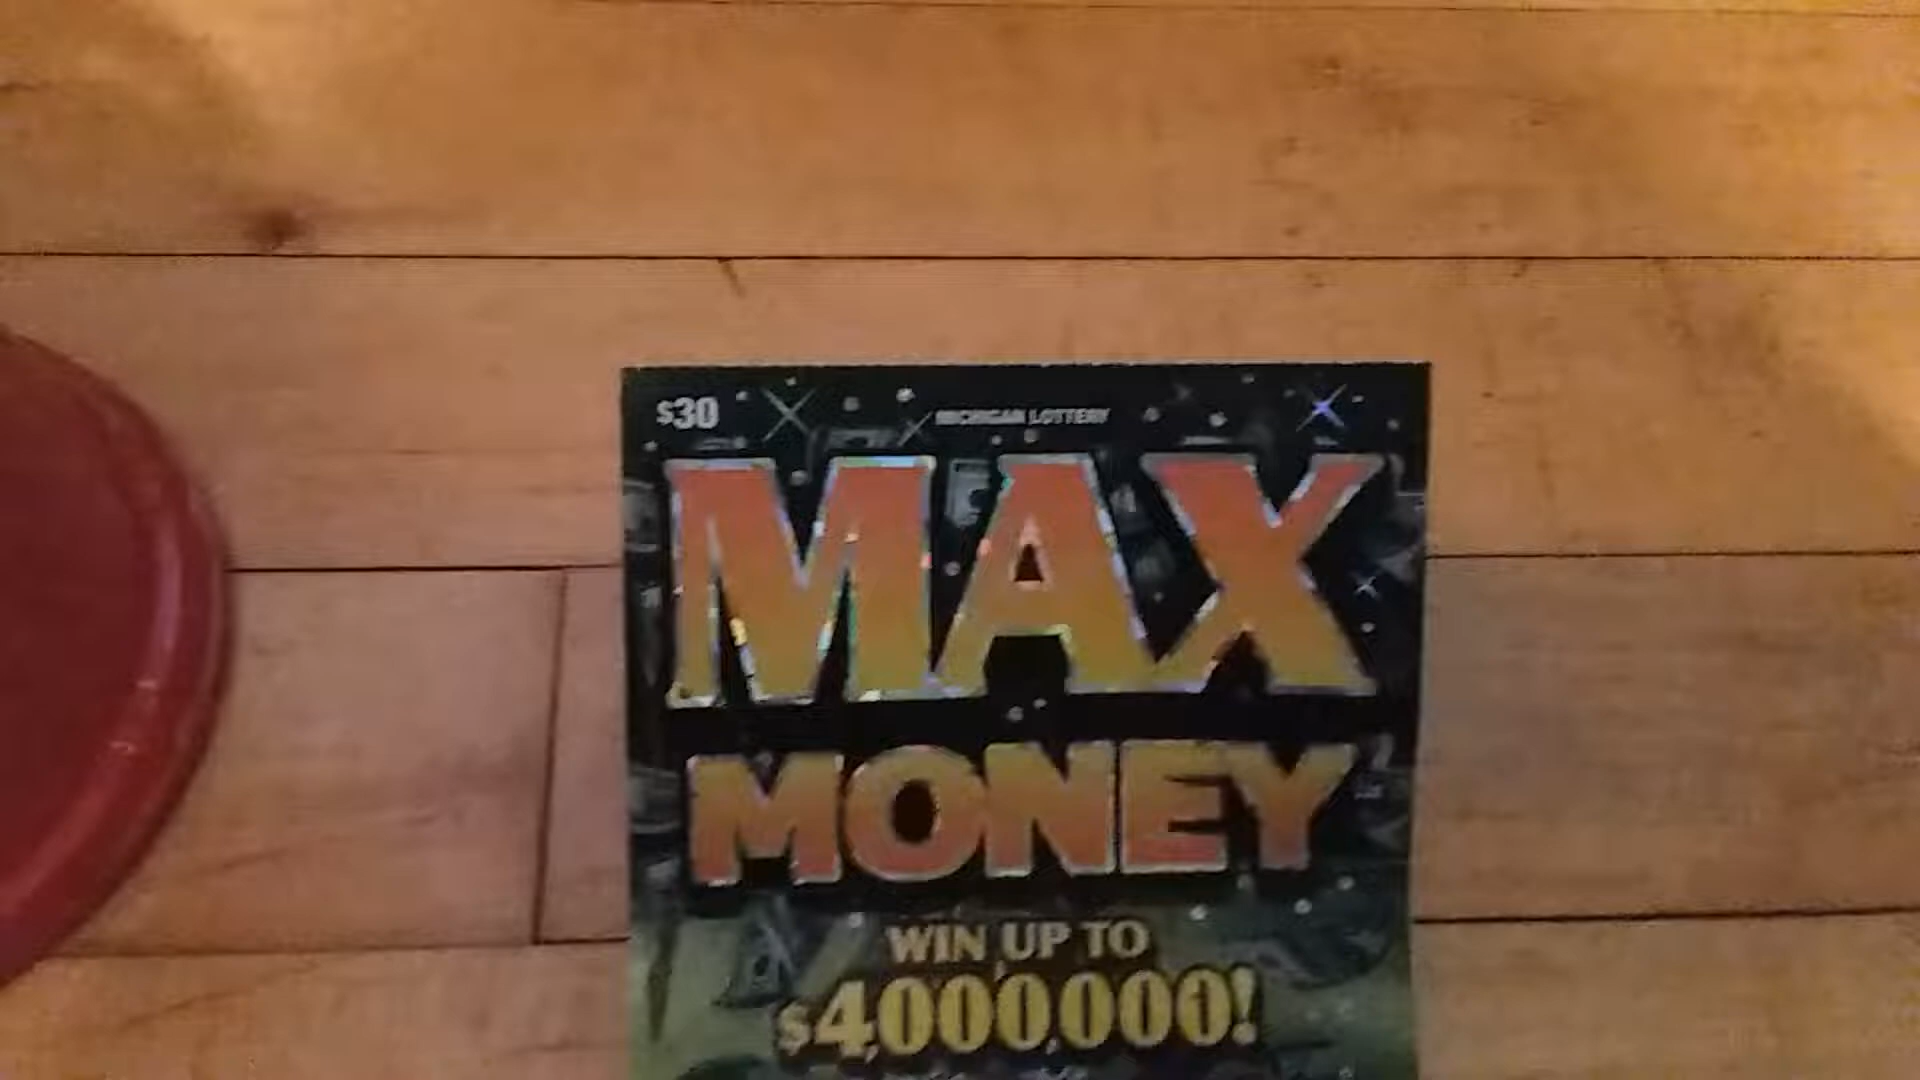 $30
MICHIGAN LOTTERY
MAX
MONEY
WIN UP TO
$4,000,000!